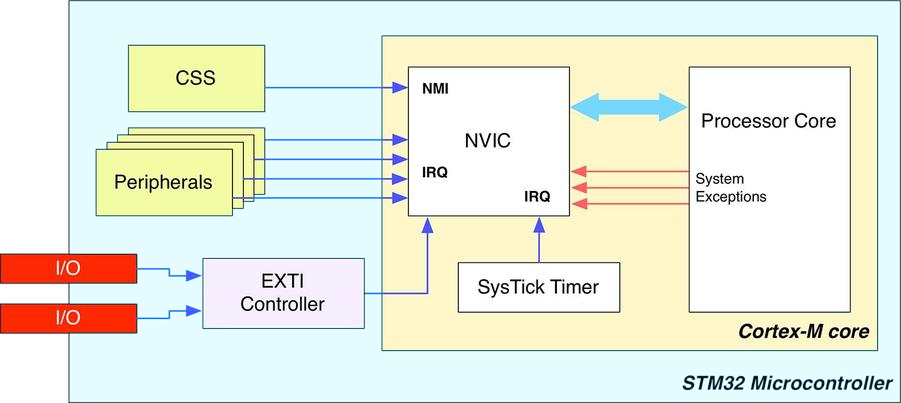 CSS
NMI
NVIC
Processor Core
Peripherals
IRQ
IRQ
System
Exceptions
I/O
I/O
EXTI
Controller
SysTick Timer
Cortex-M core
STM32 Microcontroller